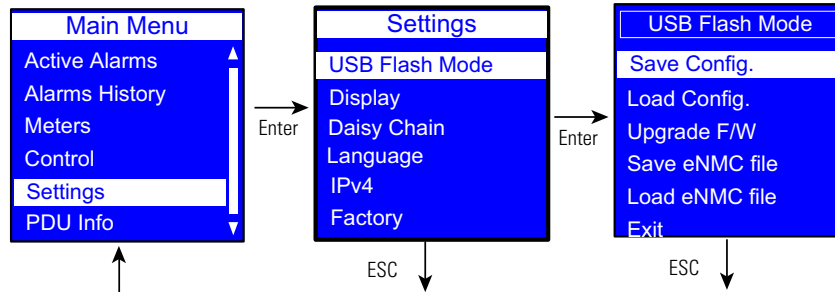 Main Menu
Active Alarms
Alarms History
Meters
Control
Settings
PDU Info
Enter
Settings
USB Flash Mode
Display
Daisy Chain
Language
IPv4
Factory
ESC
Enter
USB Flash Mode
Save Config.
Load Config.
Upgrade F/W
Save eNMC file
Load eNMC file
Exit
ESC